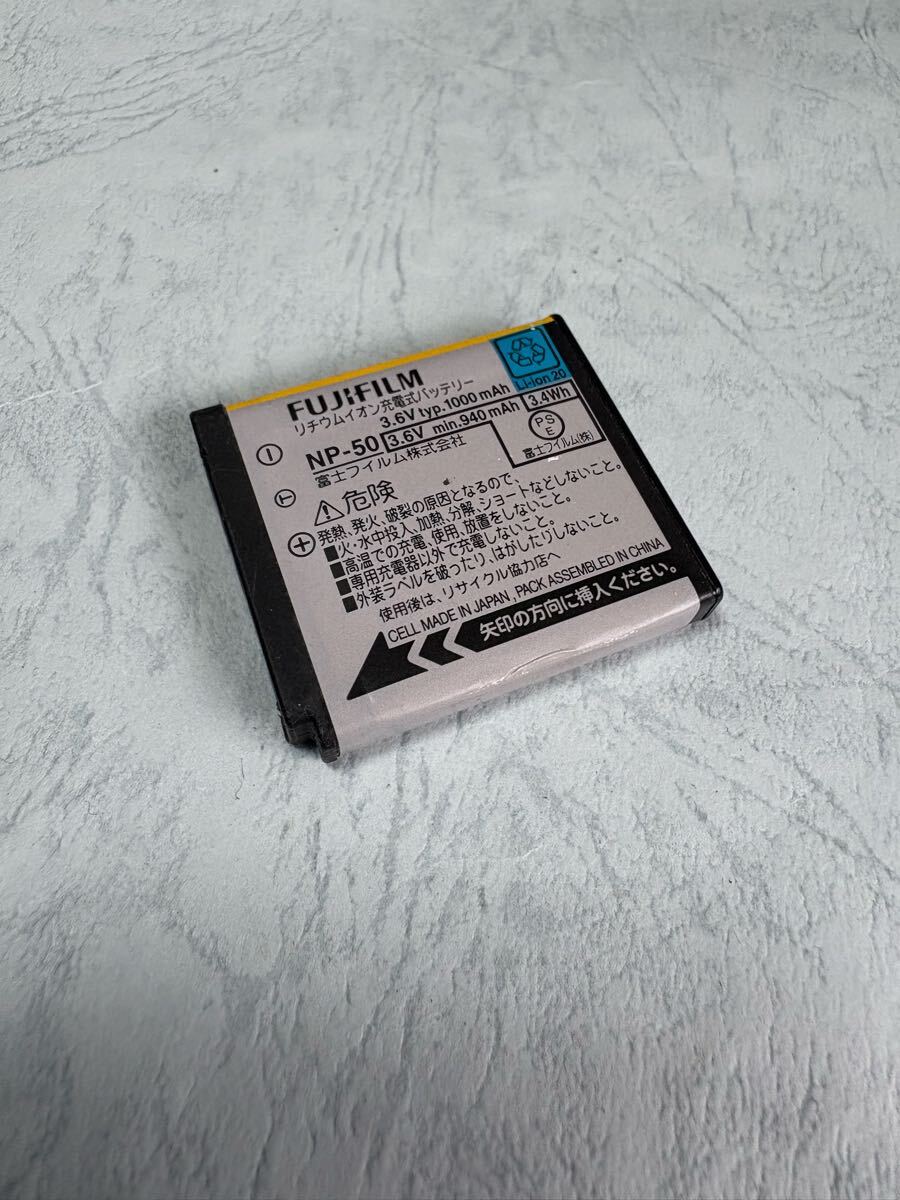 FUJIFILM
リチウムイオン充電式バッテリー
3.6V typ.1000 mAh
NP-50 3.6V min.940 mAh 3.4Wh
富士フイルム株式会社
Li-ion 20
PS
E
富士フイルム(株)
危険
発熱、発火、破裂の原因となるので、
■火・水中投入、加熱、分解、ショートなどしないこと。
■高温での充電、使用、放置をしないこと。
■専用充電器以外で充電しないこと。
■外装ラベルを破ったり、はがしたりしないこと。
使用後は、リサイクル協力店へ
CELL MADE IN JAPAN, PACK ASSEMBLED IN CHINA
矢印の方向に挿入ください。
T